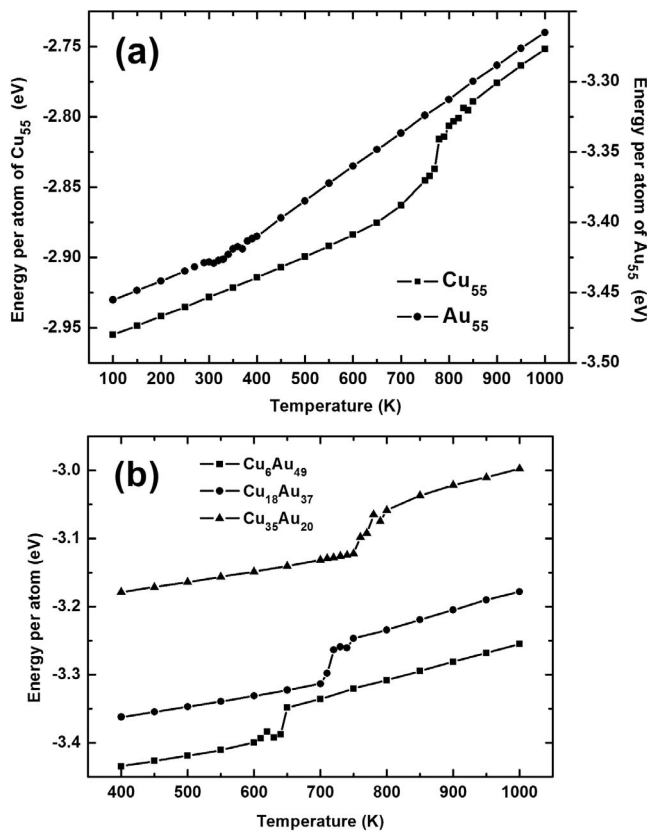 (a)
Energy per atom of Cu55 (eV)
-2.75
-2.80
-2.85
-2.90
-2.95
-3.30
-3.35
-3.40
-3.45
-3.50
Energy per atom of Au55 (eV)
Cu55
Au55
100 200 300 400 500 600 700 800 900 1000
Temperature (K)
(b)
Energy per atom (eV)
-3.0
-3.1
-3.2
-3.3
-3.4
Cu6Au49
Cu18Au37
Cu35Au20
400 500 600 700 800 900 1000
Temperature (K)